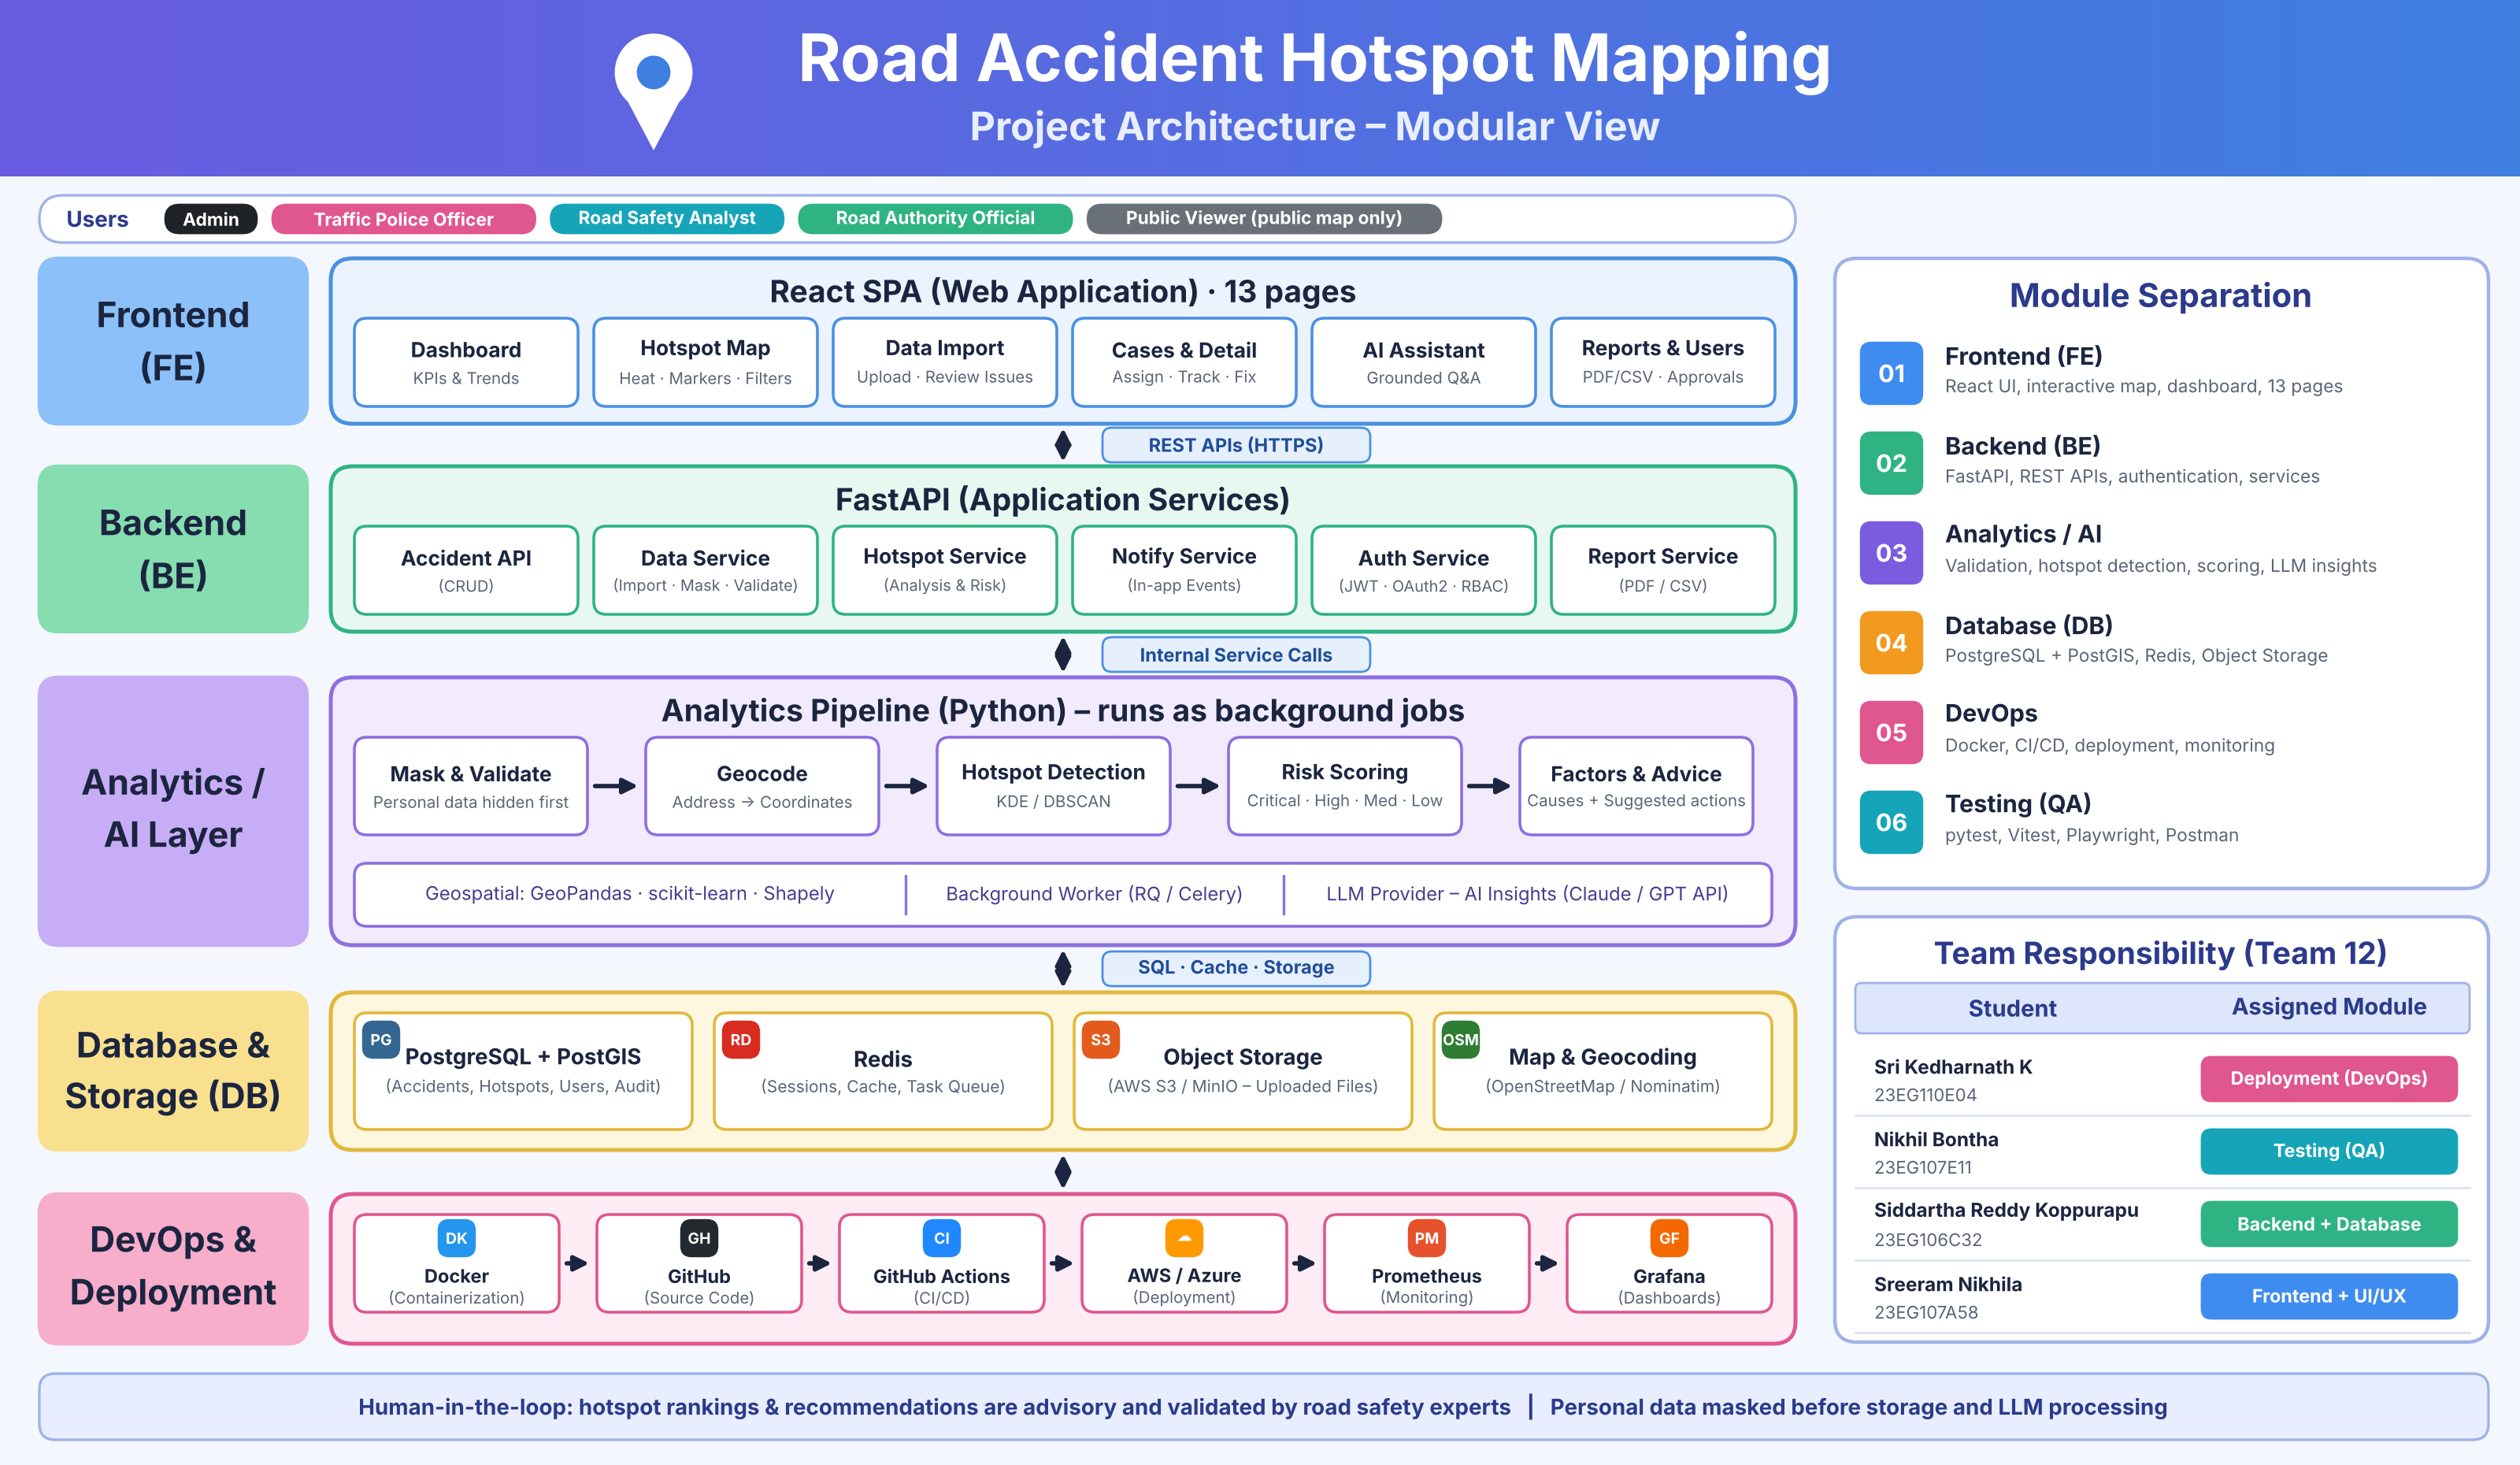 Road Accident Hotspot Mapping
Project Architecture – Modular View
Users
Admin
Traffic Police Officer
Road Safety Analyst
Road Authority Official
Public Viewer (public map only)
Frontend
(FE)
React SPA (Web Application) · 13 pages
Dashboard
KPIs & Trends
Hotspot Map
Heat · Markers · Filters
Data Import
Upload · Review Issues
Cases & Detail
Assign · Track · Fix
AI Assistant
Grounded Q&A
Reports & Users
PDF/CSV · Approvals
REST APIs (HTTPS)
Backend
(BE)
FastAPI (Application Services)
Accident API
(CRUD)
Data Service
(Import · Mask · Validate)
Hotspot Service
(Analysis & Risk)
Notify Service
(In-app Events)
Auth Service
(JWT · OAuth2 · RBAC)
Report Service
(PDF / CSV)
Internal Service Calls
Analytics /
AI Layer
Analytics Pipeline (Python) – runs as background jobs
Mask & Validate
Personal data hidden first
Geocode
Address → Coordinates
Hotspot Detection
KDE / DBSCAN
Risk Scoring
Critical · High · Med · Low
Factors & Advice
Causes + Suggested actions
Geospatial: GeoPandas · scikit-learn · Shapely
Background Worker (RQ / Celery)
LLM Provider – AI Insights (Claude / GPT API)
SQL · Cache · Storage
Database &
Storage (DB)
PG
PostgreSQL + PostGIS
(Accidents, Hotspots, Users, Audit)
RD
Redis
(Sessions, Cache, Task Queue)
S3
Object Storage
(AWS S3 / MinIO – Uploaded Files)
OSM
Map & Geocoding
(OpenStreetMap / Nominatim)
DevOps &
Deployment
DK
Docker
(Containerization)
GH
GitHub
(Source Code)
CI
GitHub Actions
(CI/CD)
AWS / Azure
(Deployment)
PM
Prometheus
(Monitoring)
GF
Grafana
(Dashboards)
Module Separation
01
Frontend (FE)
React UI, interactive map, dashboard, 13 pages
02
Backend (BE)
FastAPI, REST APIs, authentication, services
03
Analytics / AI
Validation, hotspot detection, scoring, LLM insights
04
Database (DB)
PostgreSQL + PostGIS, Redis, Object Storage
05
DevOps
Docker, CI/CD, deployment, monitoring
06
Testing (QA)
pytest, Vitest, Playwright, Postman
Team Responsibility (Team 12)
Student
Assigned Module
Sri Kedharnath K
23EG110E04
Deployment (DevOps)
Nikhil Bontha
23EG107E11
Testing (QA)
Siddartha Reddy Koppurapu
23EG106C32
Backend + Database
Sreeram Nikhila
23EG107A58
Frontend + UI/UX
Human-in-the-loop: hotspot rankings & recommendations are advisory and validated by road safety experts | Personal data masked before storage and LLM processing